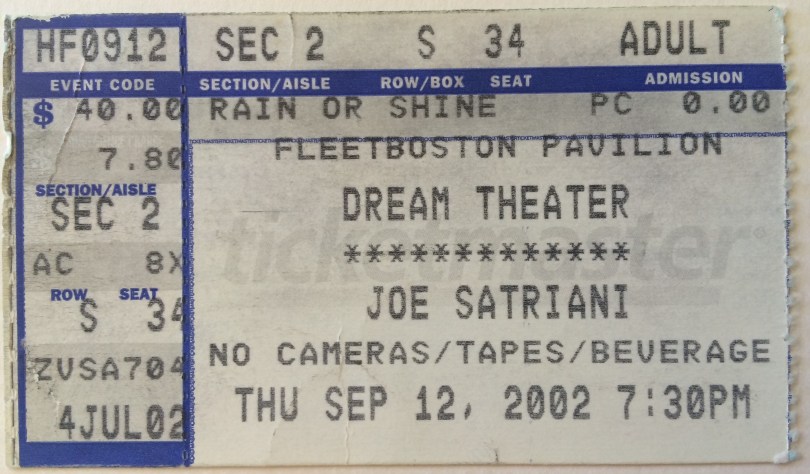 HF0912 SEC 2 S 34 ADULT
EVENT CODE SECTION/AISLE ROW/BOX SEAT ADMISSION
$ 40.00 RAIN OR SHINE PC 0.00
7.80 FLEETBOSTON PAVILION
SECTION/AISLE
SEC 2 DREAM THEATER
ticketmaster
AC 8X *************
ROW SEAT
S 34 JOE SATRIANI
ZVSA704 NO CAMERAS/TAPES/BEVERAGE
4JUL02 THU SEP 12, 2002 7:30PM